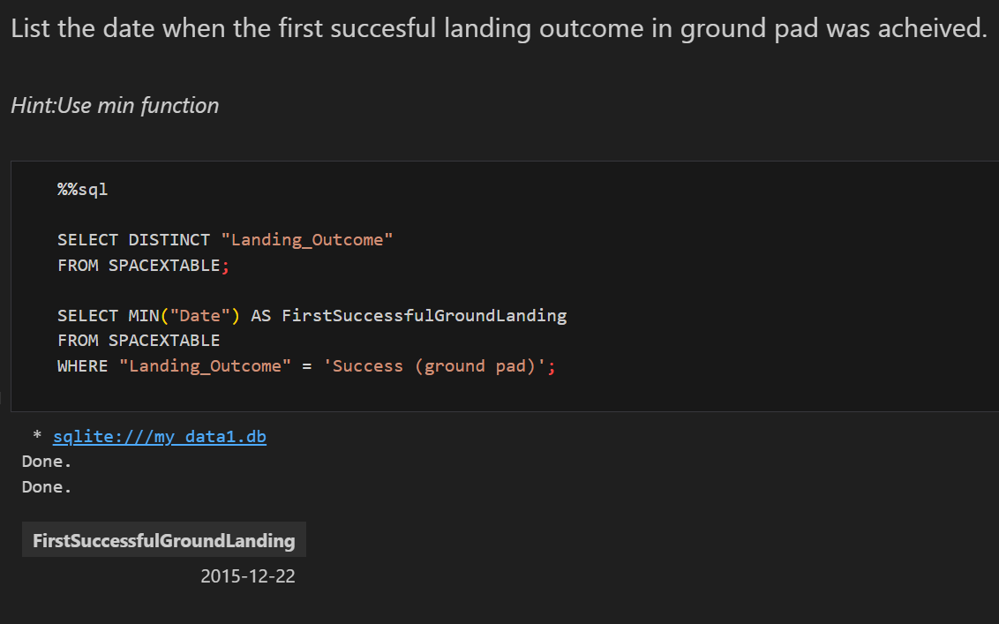 List the date when the first succesful landing outcome in ground pad was acheived.
Hint:Use min function
%%sql
SELECT DISTINCT "Landing_Outcome"
FROM SPACEXTABLE;
SELECT MIN("Date") AS FirstSuccessfulGroundLanding
FROM SPACEXTABLE
WHERE "Landing_Outcome" = 'Success (ground pad)';
* sqlite:///my_data1.db
Done.
Done.
FirstSuccessfulGroundLanding
2015-12-22